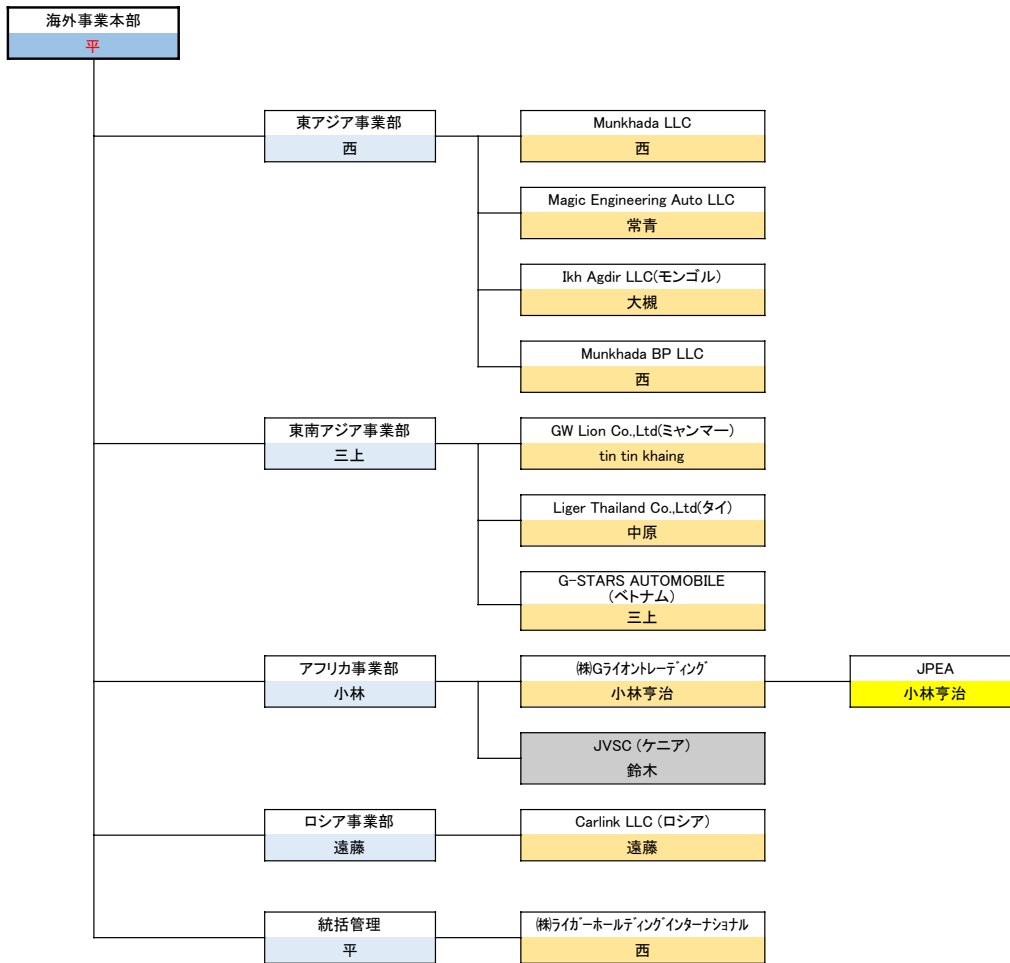 海外事業本部
平
東アジア事業部
西
Munkhada LLC
西
Magic Engineering Auto LLC
常青
Ikh Agdir LLC(モンゴル)
大槻
Munkhada BP LLC
西
東南アジア事業部
三上
GW Lion Co.,Ltd(ミャンマー)
tin tin khaing
Liger Thailand Co.,Ltd(タイ)
中原
G-STARS AUTOMOBILE
(ベトナム)
三上
アフリカ事業部
小林
㈱Gライオントレーディング
小林亨治
JPEA
小林亨治
JVSC (ケニア)
鈴木
ロシア事業部
遠藤
Carlink LLC (ロシア)
遠藤
統括管理
平
㈱ライガーホールディングインターナショナル
西